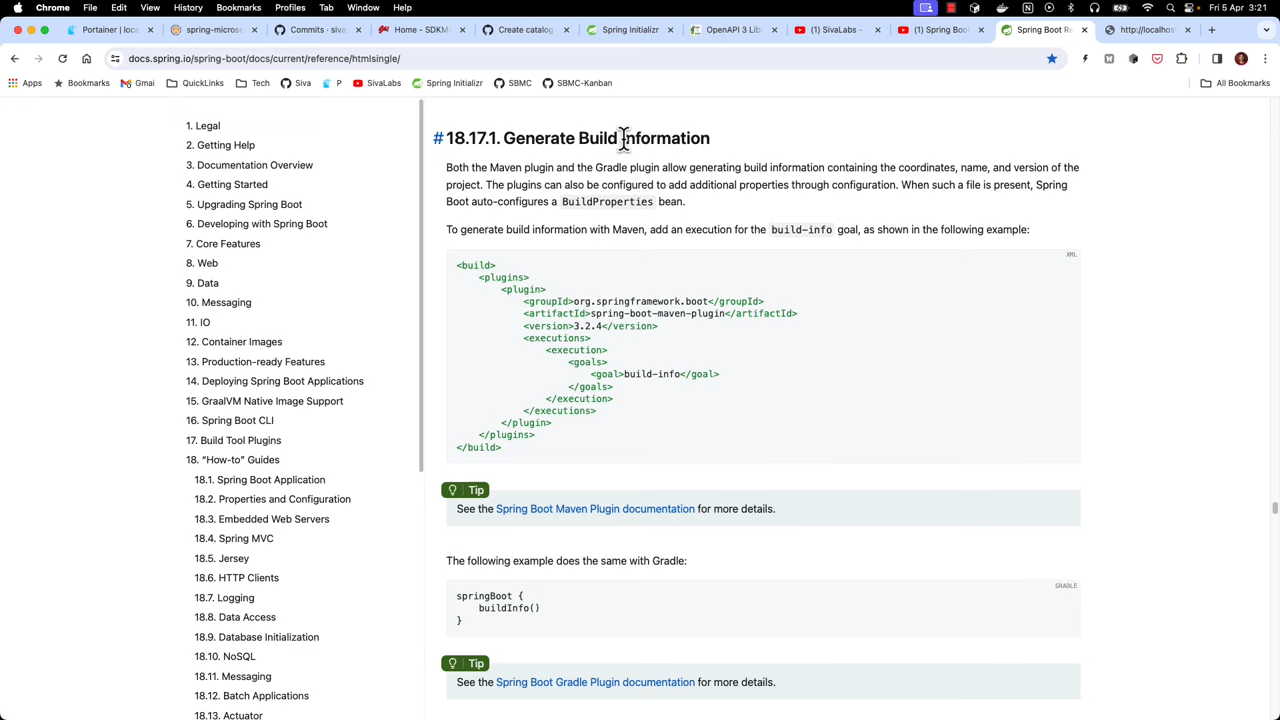 Chrome File Edit View History Bookmarks Profiles Tab Window Help Fri 5 Apr 3:21
Portainer | loca spring-micros Commits · siva Home - SDKMA Create catalog Spring Initializr OpenAPI 3 Lib (1) SivaLabs - (1) Spring Boot Spring Boot Re http://localhos
docs.spring.io/spring-boot/docs/current/reference/htmlsingle/
Apps Bookmarks Gmai QuickLinks Tech Siva P SivaLabs Spring Initializr SBMC SBMC-Kanban All Bookmarks
1. Legal
2. Getting Help
3. Documentation Overview
4. Getting Started
5. Upgrading Spring Boot
6. Developing with Spring Boot
7. Core Features
8. Web
9. Data
10. Messaging
11. IO
12. Container Images
13. Production-ready Features
14. Deploying Spring Boot Applications
15. GraalVM Native Image Support
16. Spring Boot CLI
17. Build Tool Plugins
18. “How-to” Guides
18.1. Spring Boot Application
18.2. Properties and Configuration
18.3. Embedded Web Servers
18.4. Spring MVC
18.5. Jersey
18.6. HTTP Clients
18.7. Logging
18.8. Data Access
18.9. Database Initialization
18.10. NoSQL
18.11. Messaging
18.12. Batch Applications
18.13. Actuator
# 18.17.1. Generate Build Information
Both the Maven plugin and the Gradle plugin allow generating build information containing the coordinates, name, and version of the
project. The plugins can also be configured to add additional properties through configuration. When such a file is present, Spring
Boot auto-configures a BuildProperties bean.
To generate build information with Maven, add an execution for the build-info goal, as shown in the following example:
XML
<build>
<plugins>
<plugin>
<groupId>org.springframework.boot</groupId>
<artifactId>spring-boot-maven-plugin</artifactId>
<version>3.2.4</version>
<executions>
<execution>
<goals>
<goal>build-info</goal>
</goals>
</execution>
</executions>
</plugin>
</plugins>
</build>
Tip
See the Spring Boot Maven Plugin documentation for more details.
The following example does the same with Gradle:
GRADLE
springBoot {
buildInfo()
}
Tip
See the Spring Boot Gradle Plugin documentation for more details.